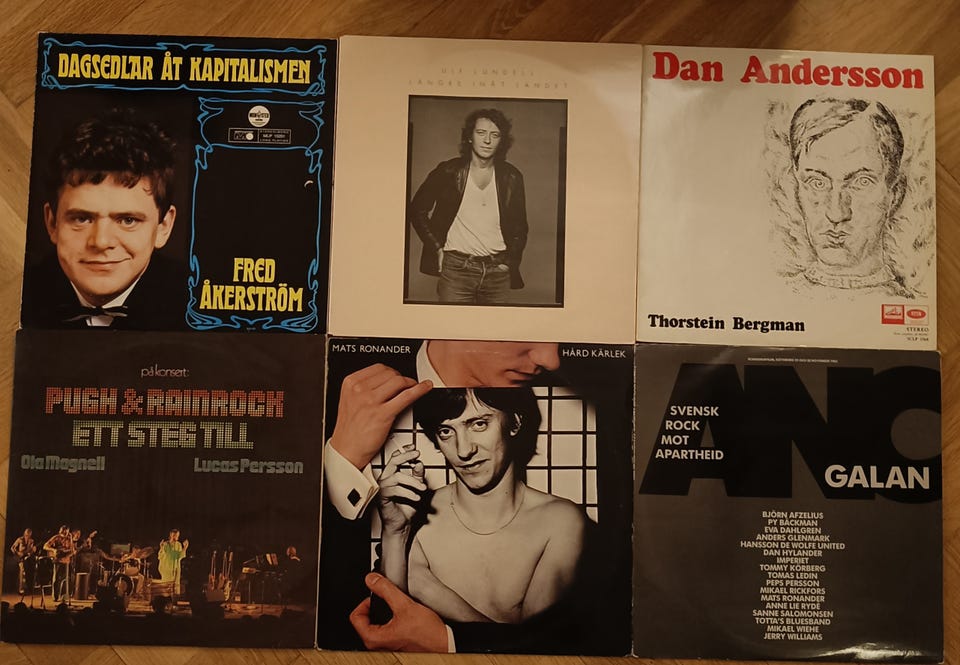 DAGSEDLAR ÅT KAPITALISMEN
FRED
ÅKERSTRÖM
ULF LUNDELL
LÄNGRE INÅT LANDET
Dan Andersson
Thorstein Bergman
STEREO
på konsert:
PUGH & RAINROCK
ETT STEG TILL
Ola Magnell
Lucas Persson
MATS RONANDER
HÅRD KÄRLEK
ANC
SVENSK
ROCK
MOT
APARTHEID
GALAN
BJÖRN AFZELIUS
PY BÄCKMAN
EVA DAHLGREN
ANDERS GLENMARK
HANSSON DE WOLFE UNITED
DAN HYLANDER
IMPERIET
TOMMY KÖRBERG
TOMAS LEDIN
PEPS PERSSON
MIKAEL RICKFORS
MATS RONANDER
ANNE LIE RYDÉ
SANNE SALOMONSEN
TOTTA'S BLUESBAND
MIKAEL WIEHE
JERRY WILLIAMS